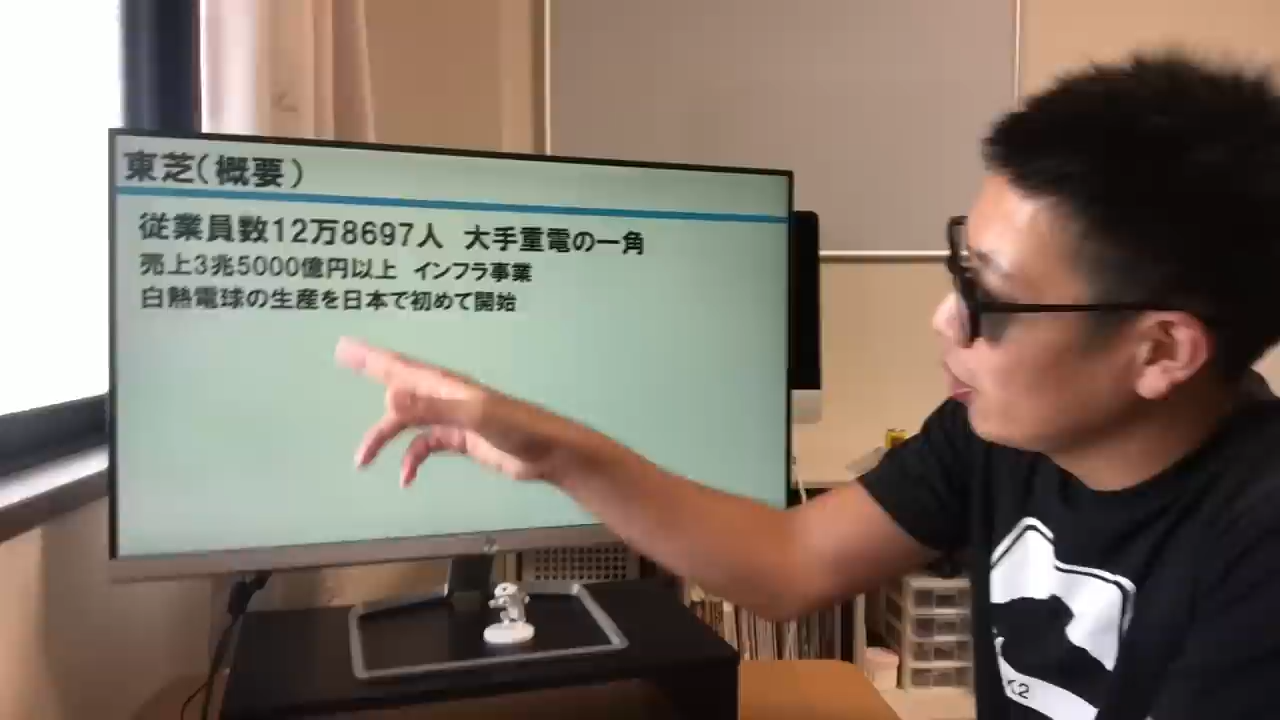 東芝(概要)
従業員数12万8697人 大手重電の一角
売上3兆5000億円以上 インフラ事業
白熱電球の生産を日本で初めて開始